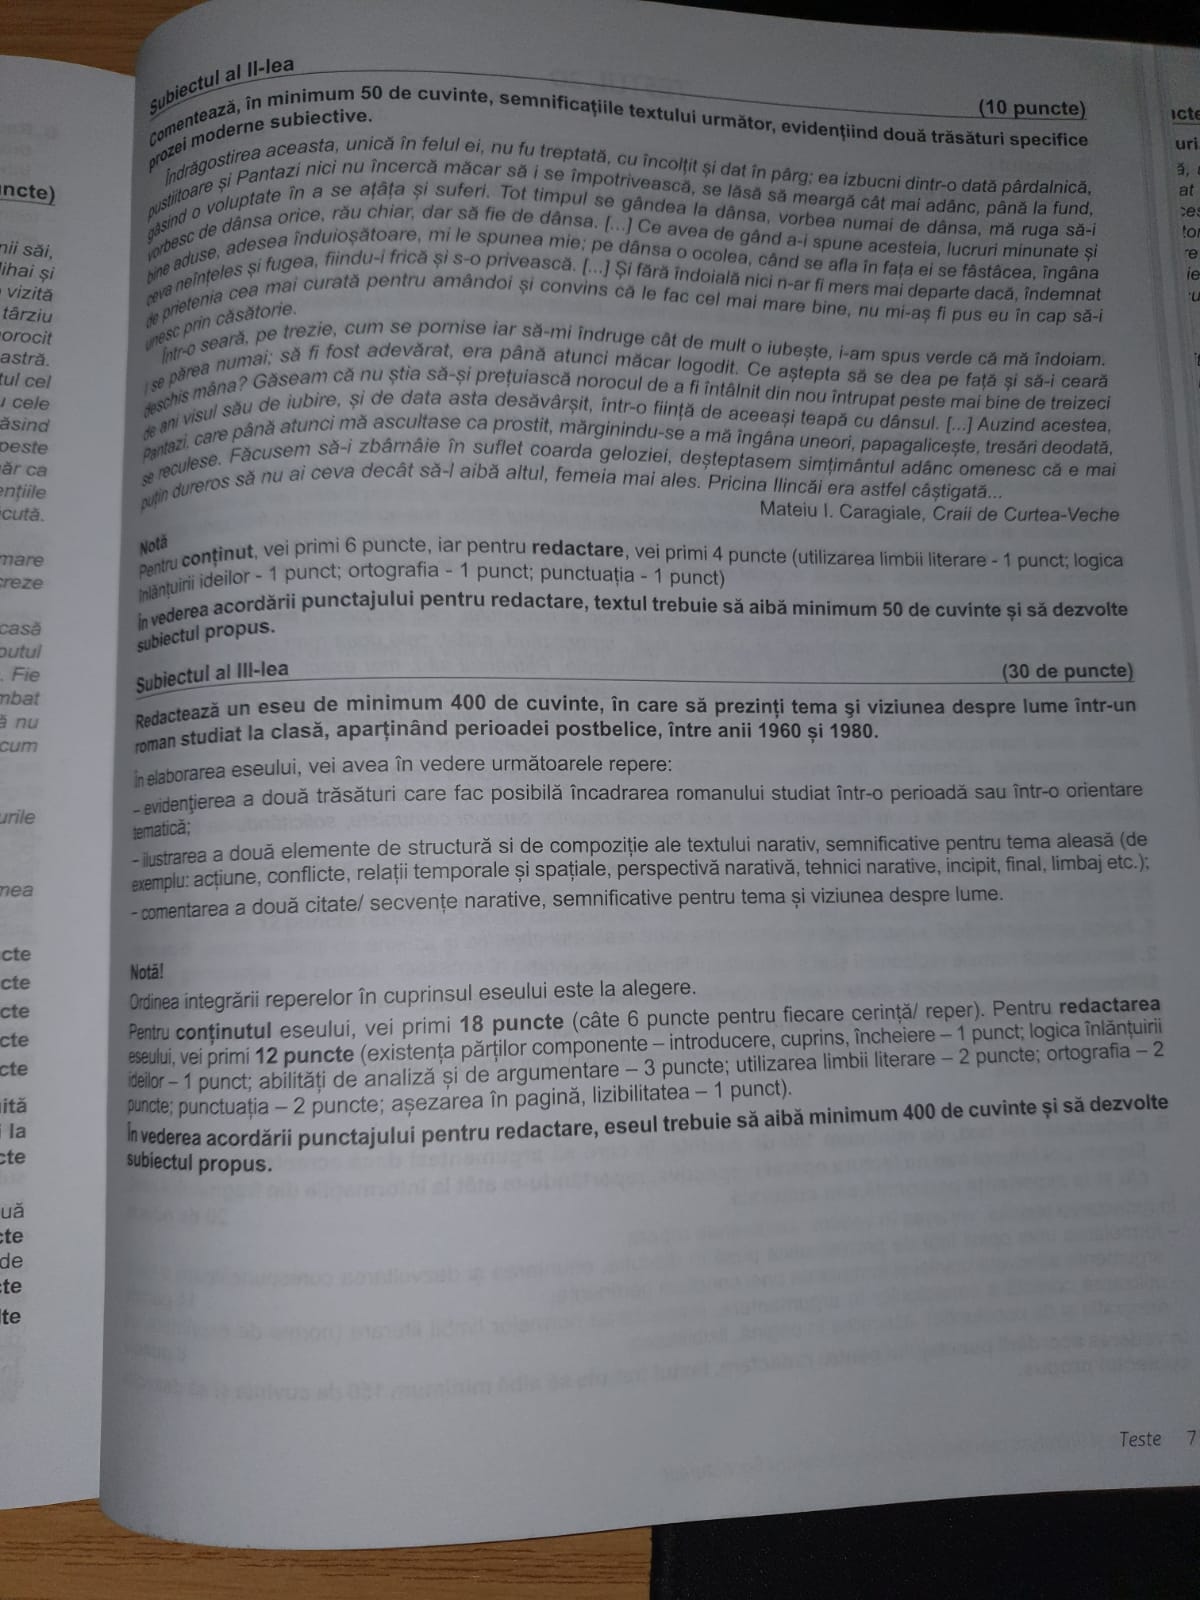 Subiectul al II-lea
(10 puncte)
Comentează, în minimum 50 de cuvinte, semnificațiile textului următor, evidențiind două trăsături specifice
prozei moderne subiective.
Îndrăgostirea aceasta, unică în felul ei, nu fu treptată, cu încolțit și dat în pârg; ea izbucni dintr-o dată pârdalnică,
pustiitoare și Pantazi nici nu încercă măcar să i se împotrivească, se lăsă să meargă cât mai adânc, până la fund,
găsind o voluptate în a se ațâța și suferi. Tot timpul se gândea la dânsa, vorbea numai de dânsa, mă ruga să-i
vorbesc de dânsa orice, rău chiar, dar să fie de dânsa. [...] Ce avea de gând a-i spune acesteia, lucruri minunate și
bine aduse, adesea înduioșătoare, mi le spunea mie; pe dânsa o ocolea, când se afla în fața ei se fâstâcea, îngâna
ceva neînțeles și fugea, fiindu-i frică și s-o privească. [...] Și fără îndoială nici n-ar fi mers mai departe dacă, îndemnat
de prietenia cea mai curată pentru amândoi și convins că le fac cel mai mare bine, nu mi-aș fi pus eu în cap să-i
unesc prin căsătorie.
Într-o seară, pe trezie, cum se pornise iar să-mi îndruge cât de mult o iubește, i-am spus verde că mă îndoiam.
I se părea numai; să fi fost adevărat, era până atunci măcar logodit. Ce aștepta să se dea pe față și să-i ceară
deschis mâna? Găseam că nu știa să-și prețuiască norocul de a fi întâlnit din nou întrupat peste mai bine de treizeci
de ani visul său de iubire, și de data asta desăvârșit, într-o ființă de aceeași teapă cu dânsul. [...] Auzind acestea,
Pantazi, care până atunci mă ascultase ca prostit, mărginindu-se a mă îngâna uneori, papagalicește, tresări deodată,
se reculese. Făcusem să-i zbârnâie în suflet coarda geloziei, deșteptasem simțimântul adânc omenesc că e mai
puțin dureros să nu ai ceva decât să-l aibă altul, femeia mai ales. Pricina Ilincăi era astfel câștigată...
Mateiu I. Caragiale, Craii de Curtea-Veche
Notă
Pentru conținut, vei primi 6 puncte, iar pentru redactare, vei primi 4 puncte (utilizarea limbii literare - 1 punct; logica
înlănțuirii ideilor - 1 punct; ortografia - 1 punct; punctuația - 1 punct)
În vederea acordării punctajului pentru redactare, textul trebuie să aibă minimum 50 de cuvinte și să dezvolte
subiectul propus.
Subiectul al III-lea
(30 de puncte)
Redactează un eseu de minimum 400 de cuvinte, în care să prezinți tema și viziunea despre lume într-un
roman studiat la clasă, aparținând perioadei postbelice, între anii 1960 și 1980.
În elaborarea eseului, vei avea în vedere următoarele repere:
– evidențierea a două trăsături care fac posibilă încadrarea romanului studiat într-o perioadă sau într-o orientare
tematică;
– ilustrarea a două elemente de structură si de compoziție ale textului narativ, semnificative pentru tema aleasă (de
exemplu: acțiune, conflicte, relații temporale și spațiale, perspectivă narativă, tehnici narative, incipit, final, limbaj etc.);
- comentarea a două citate/ secvențe narative, semnificative pentru tema și viziunea despre lume.
Notă!
Ordinea integrării reperelor în cuprinsul eseului este la alegere.
Pentru conținutul eseului, vei primi 18 puncte (câte 6 puncte pentru fiecare cerință/ reper). Pentru redactarea
eseului, vei primi 12 puncte (existența părților componente – introducere, cuprins, încheiere – 1 punct; logica înlănțuirii
ideilor – 1 punct; abilități de analiză și de argumentare – 3 puncte; utilizarea limbii literare – 2 puncte; ortografia – 2
puncte; punctuația – 2 puncte; așezarea în pagină, lizibilitatea – 1 punct).
În vederea acordării punctajului pentru redactare, eseul trebuie să aibă minimum 400 de cuvinte și să dezvolte
subiectul propus.
Teste 7